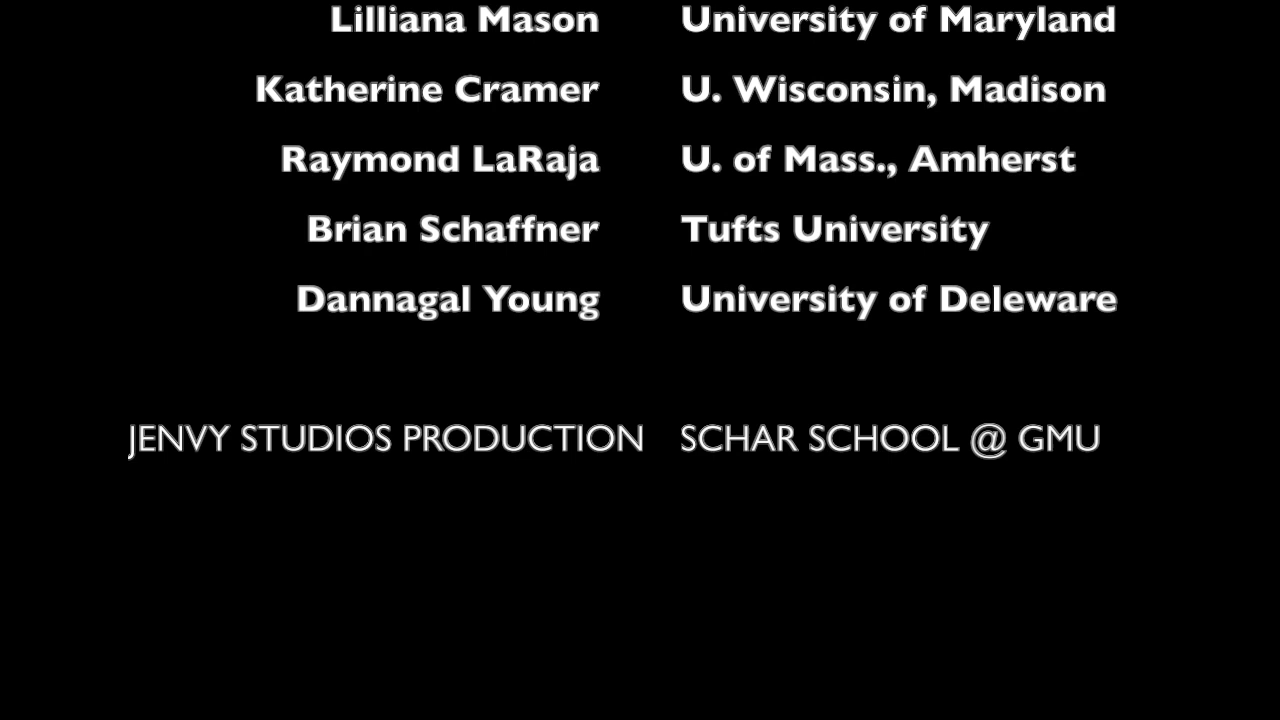 Lilliana Mason University of Maryland
Katherine Cramer U. Wisconsin, Madison
Raymond LaRaja U. of Mass., Amherst
Brian Schaffner Tufts University
Dannagal Young University of Deleware
JENVY STUDIOS PRODUCTION SCHAR SCHOOL @ GMU